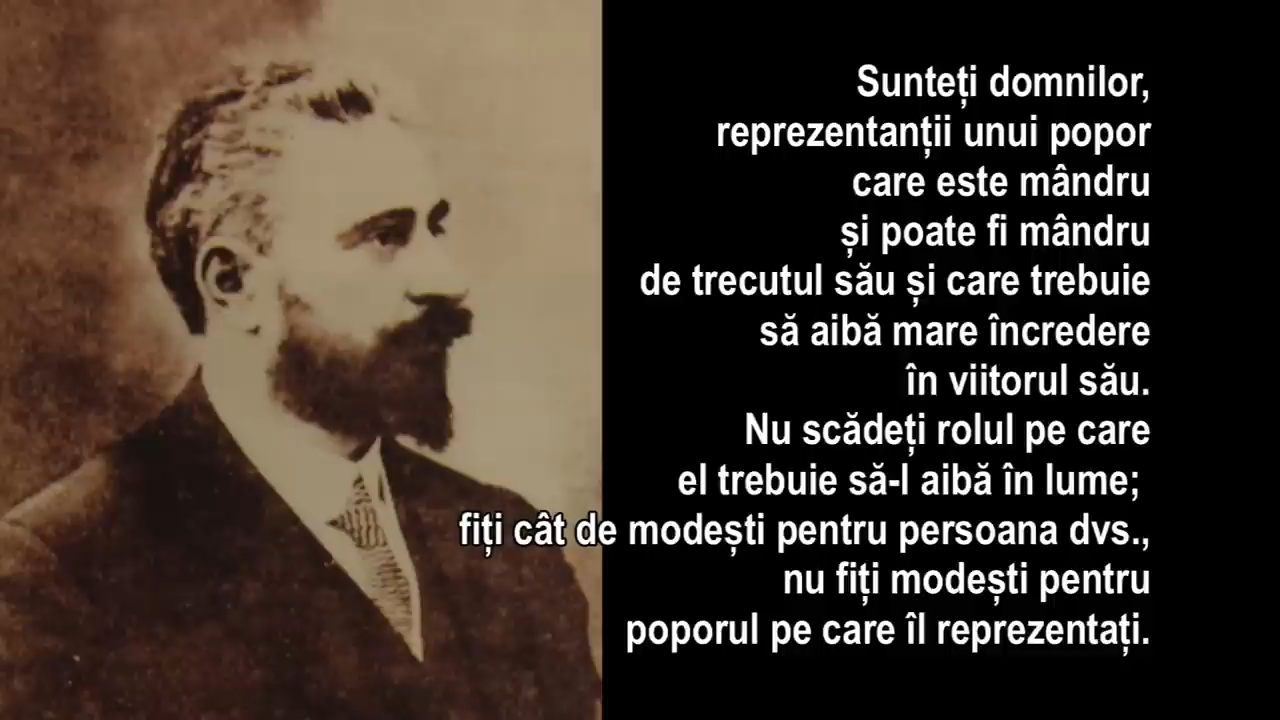 Sunteți domnilor,
reprezentanții unui popor
care este mândru
și poate fi mândru
de trecutul său și care trebuie
să aibă mare încredere
în viitorul său.
Nu scădeți rolul pe care
el trebuie să-l aibă în lume;
fiți cât de modești pentru persoana dvs.,
nu fiți modești pentru
poporul pe care îl reprezentați.